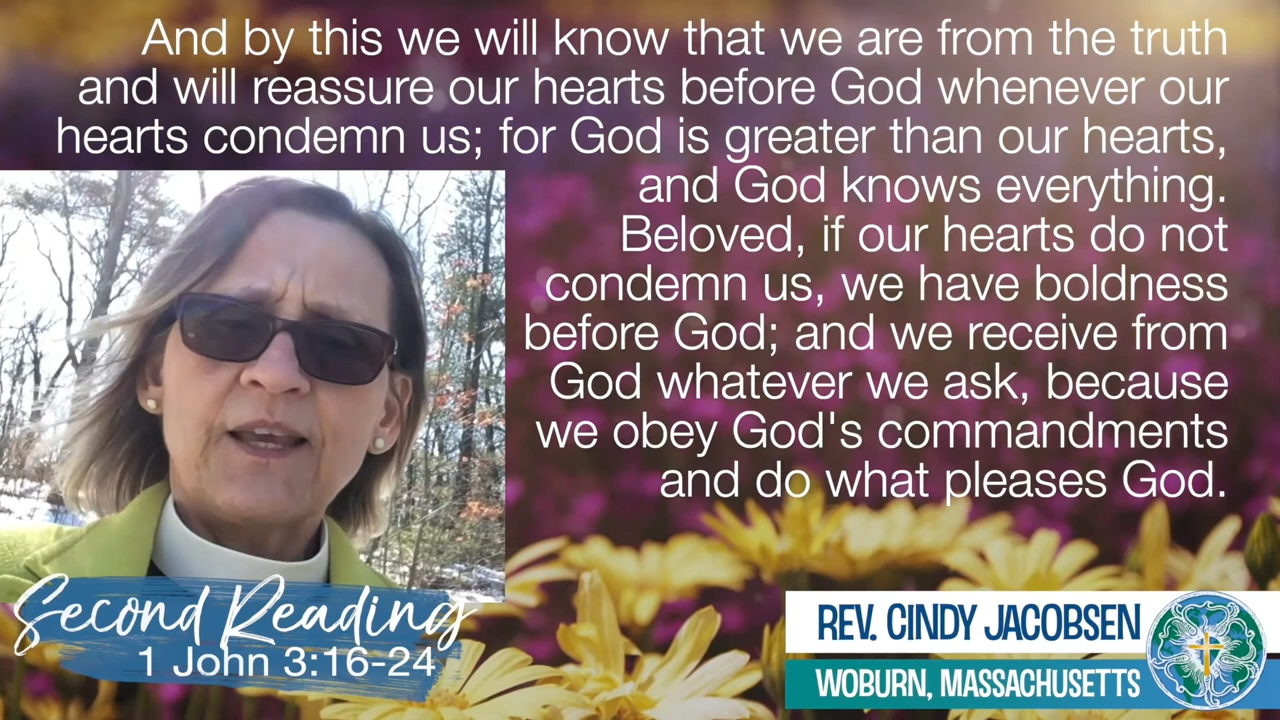 And by this we will know that we are from the truth
and will reassure our hearts before God whenever our
hearts condemn us; for God is greater than our hearts,
and God knows everything.
Beloved, if our hearts do not
condemn us, we have boldness
before God; and we receive from
God whatever we ask, because
we obey God's commandments
and do what pleases God.
Second Reading
1 John 3:16-24
REV. CINDY JACOBSEN
WOBURN, MASSACHUSETTS